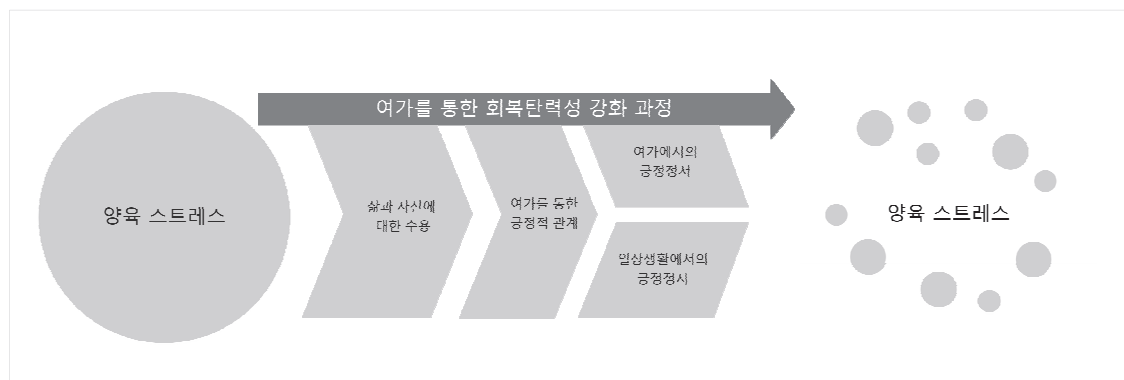 여가를 통한 회복탄력성 강화 과정
양육 스트레스
삶과 자신에
대한 수용
여가를 통한
긍정적 관계
여가에서의
긍정정서
일상생활에서의
긍정정서
양육 스트레스